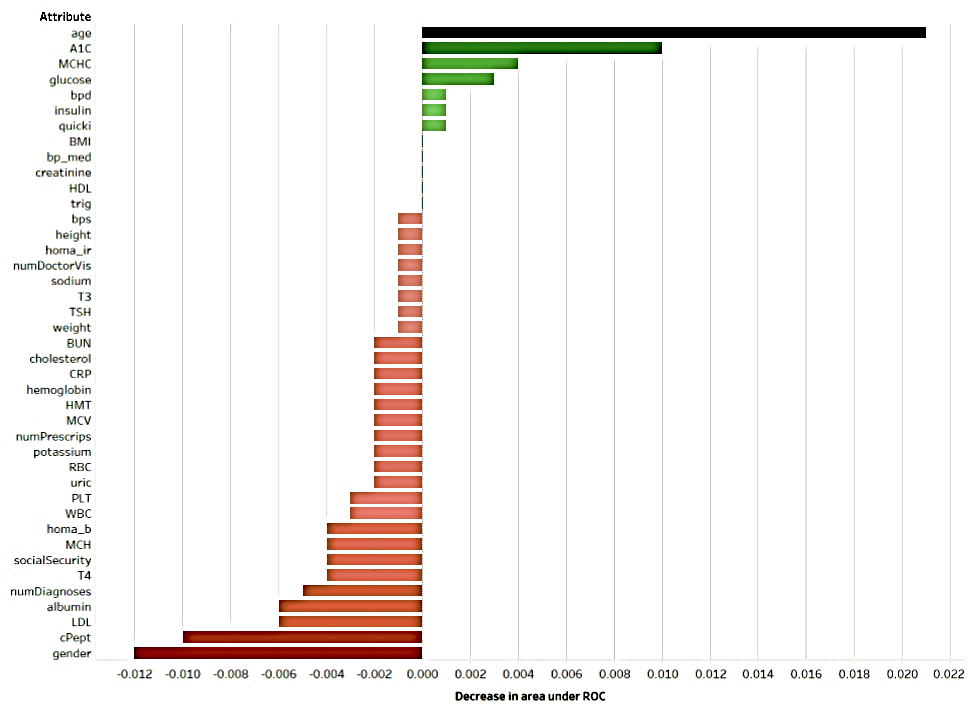 Attribute
age
A1C
MCHC
glucose
bpd
insulin
quicki
BMI
bp_med
creatinine
HDL
trig
bps
height
homa_ir
numDoctorVis
sodium
T3
TSH
weight
BUN
cholesterol
CRP
hemoglobin
HMT
MCV
numPrescrips
potassium
RBC
uric
PLT
WBC
homa_b
MCH
socialSecurity
T4
numDiagnoses
albumin
LDL
cPept
gender
-0.012 -0.010 -0.008 -0.006 -0.004 -0.002 0.000 0.002 0.004 0.006 0.008 0.010 0.012 0.014 0.016 0.018 0.020 0.022
Decrease in area under ROC